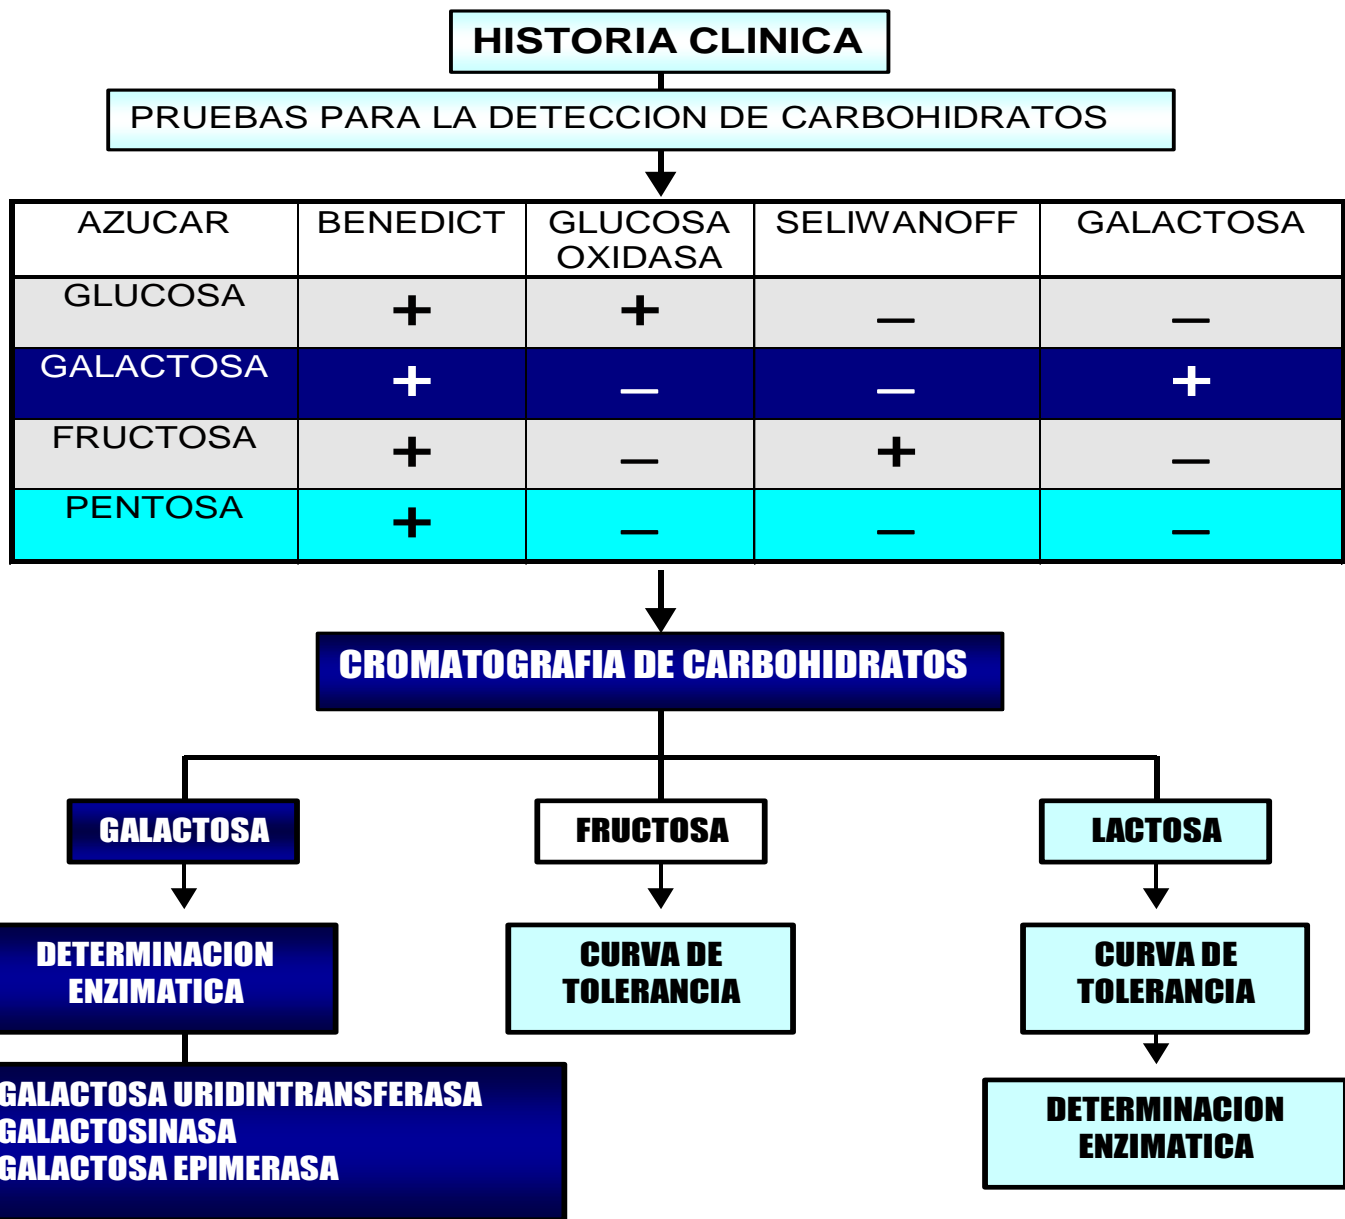 HISTORIA CLINICA
PRUEBAS PARA LA DETECCION DE CARBOHIDRATOS
AZUCAR BENEDICT GLUCOSA OXIDASA SELIWANOFF GALACTOSA
GLUCOSA + + _ _
GALACTOSA + _ _ +
FRUCTOSA + _ + _
PENTOSA + _ _ _
CROMATOGRAFIA DE CARBOHIDRATOS
GALACTOSA FRUCTOSA LACTOSA
DETERMINACION
ENZIMATICA
CURVA DE
TOLERANCIA
CURVA DE
TOLERANCIA
GALACTOSA URIDINTRANSFERASA
GALACTOSINASA
GALACTOSA EPIMERASA
DETERMINACION
ENZIMATICA